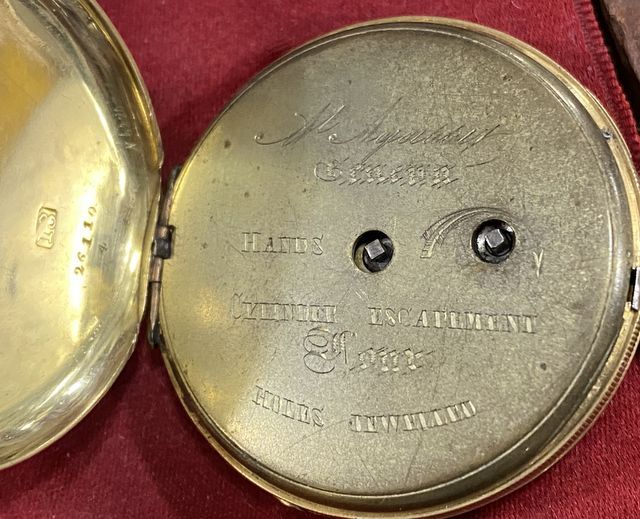 Geneva
HANDS
CYLINDER ESCAPEMENT
Four
HOLES JEWELLED
26110